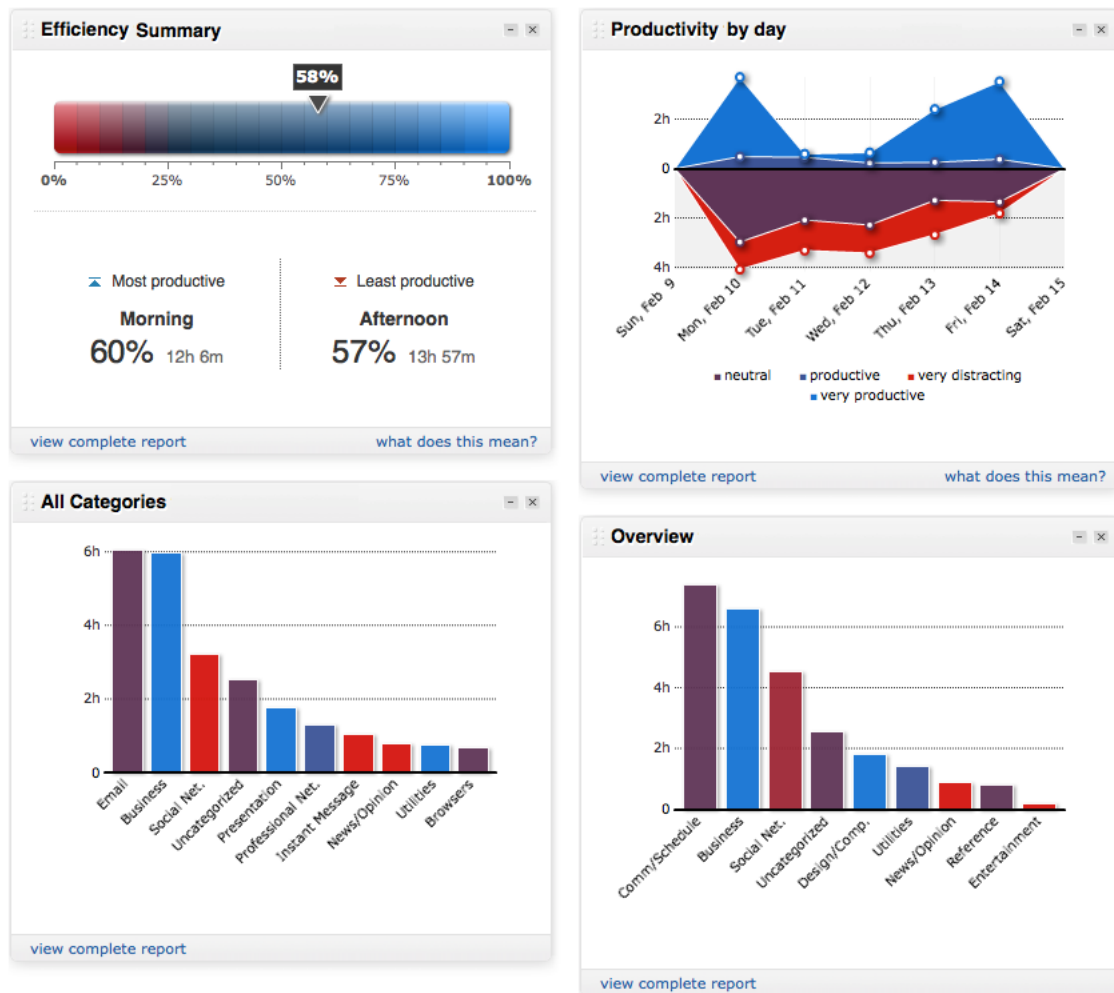 Efficiency Summary
58%
0% 25% 50% 75% 100%
Most productive
Morning
60% 12h 6m
Least productive
Afternoon
57% 13h 57m
view complete report what does this mean?
Productivity by day
2h
0
2h
4h
Sun, Feb 9
Mon, Feb 10
Tue, Feb 11
Wed, Feb 12
Thu, Feb 13
Fri, Feb 14
Sat, Feb 15
neutral productive very distracting
very productive
view complete report what does this mean?
All Categories
6h
4h
2h
0
Email
Business
Social Net.
Uncategorized
Presentation
Professional Net.
Instant Message
News/Opinion
Utilities
Browsers
view complete report
Overview
6h
4h
2h
0
Comm/Schedule
Business
Social Net.
Uncategorized
Design/Comp.
Utilities
News/Opinion
Reference
Entertainment
view complete report